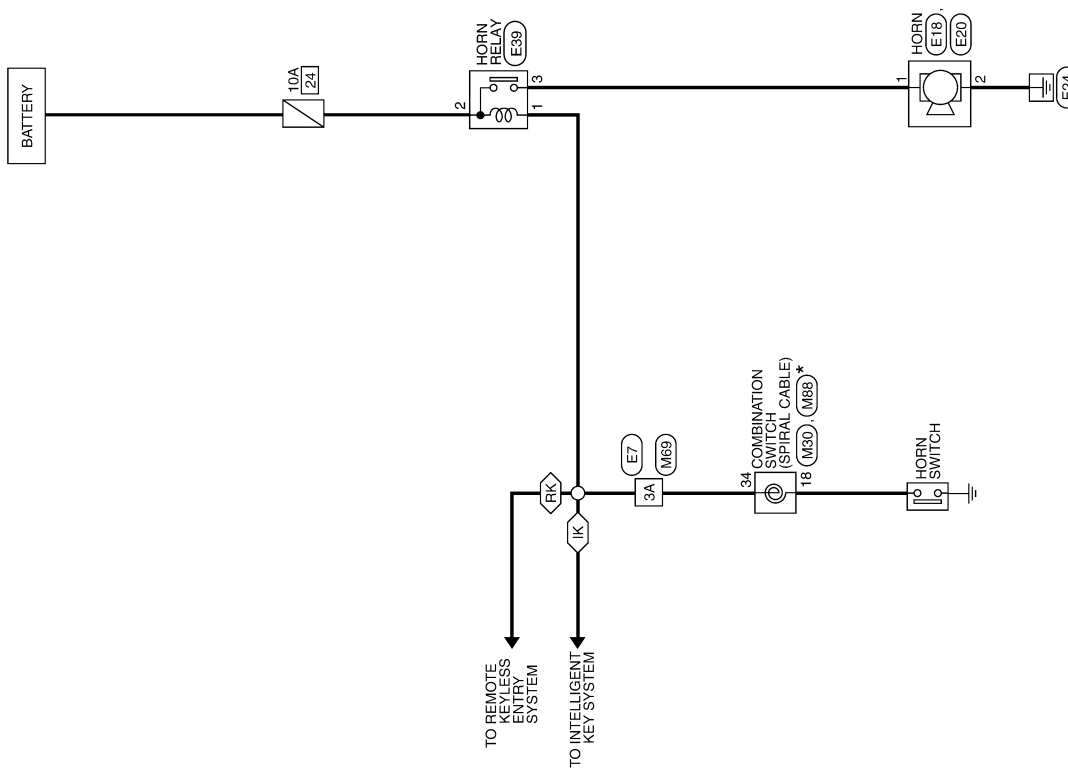 BATTERY
10A
24
HORN
RELAY
E39
2
1
3
HORN
E18 ,
E20
1
2
E24
RK
IK
E7
M69
3A
COMBINATION
SWITCH
(SPIRAL CABLE)
M30 , M88 *
34
18
HORN
SWITCH
TO REMOTE
KEYLESS
ENTRY
SYSTEM
TO INTELLIGENT
KEY SYSTEM